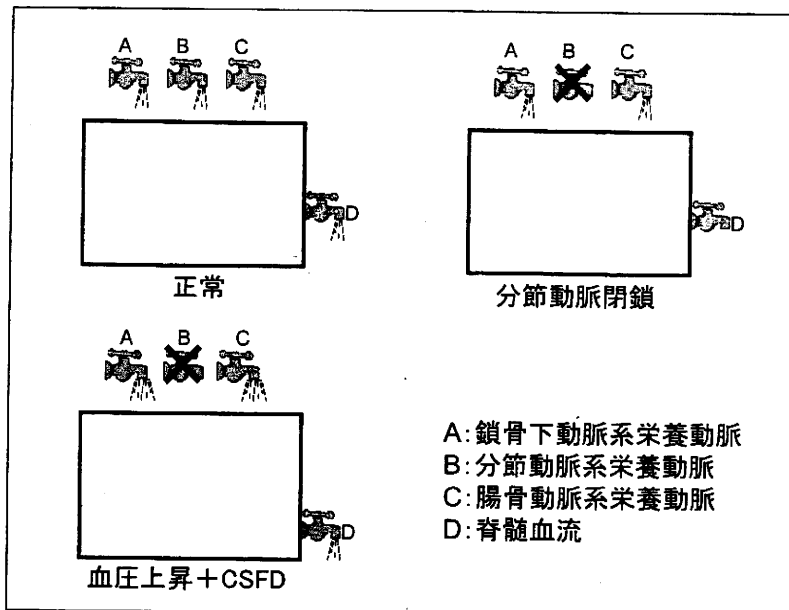 A B C
D
正常
A B C
D
分節動脈閉鎖
A B C
D
血圧上昇+CSFD
A:鎖骨下動脈系栄養動脈
B:分節動脈系栄養動脈
C:腸骨動脈系栄養動脈
D:脊髄血流